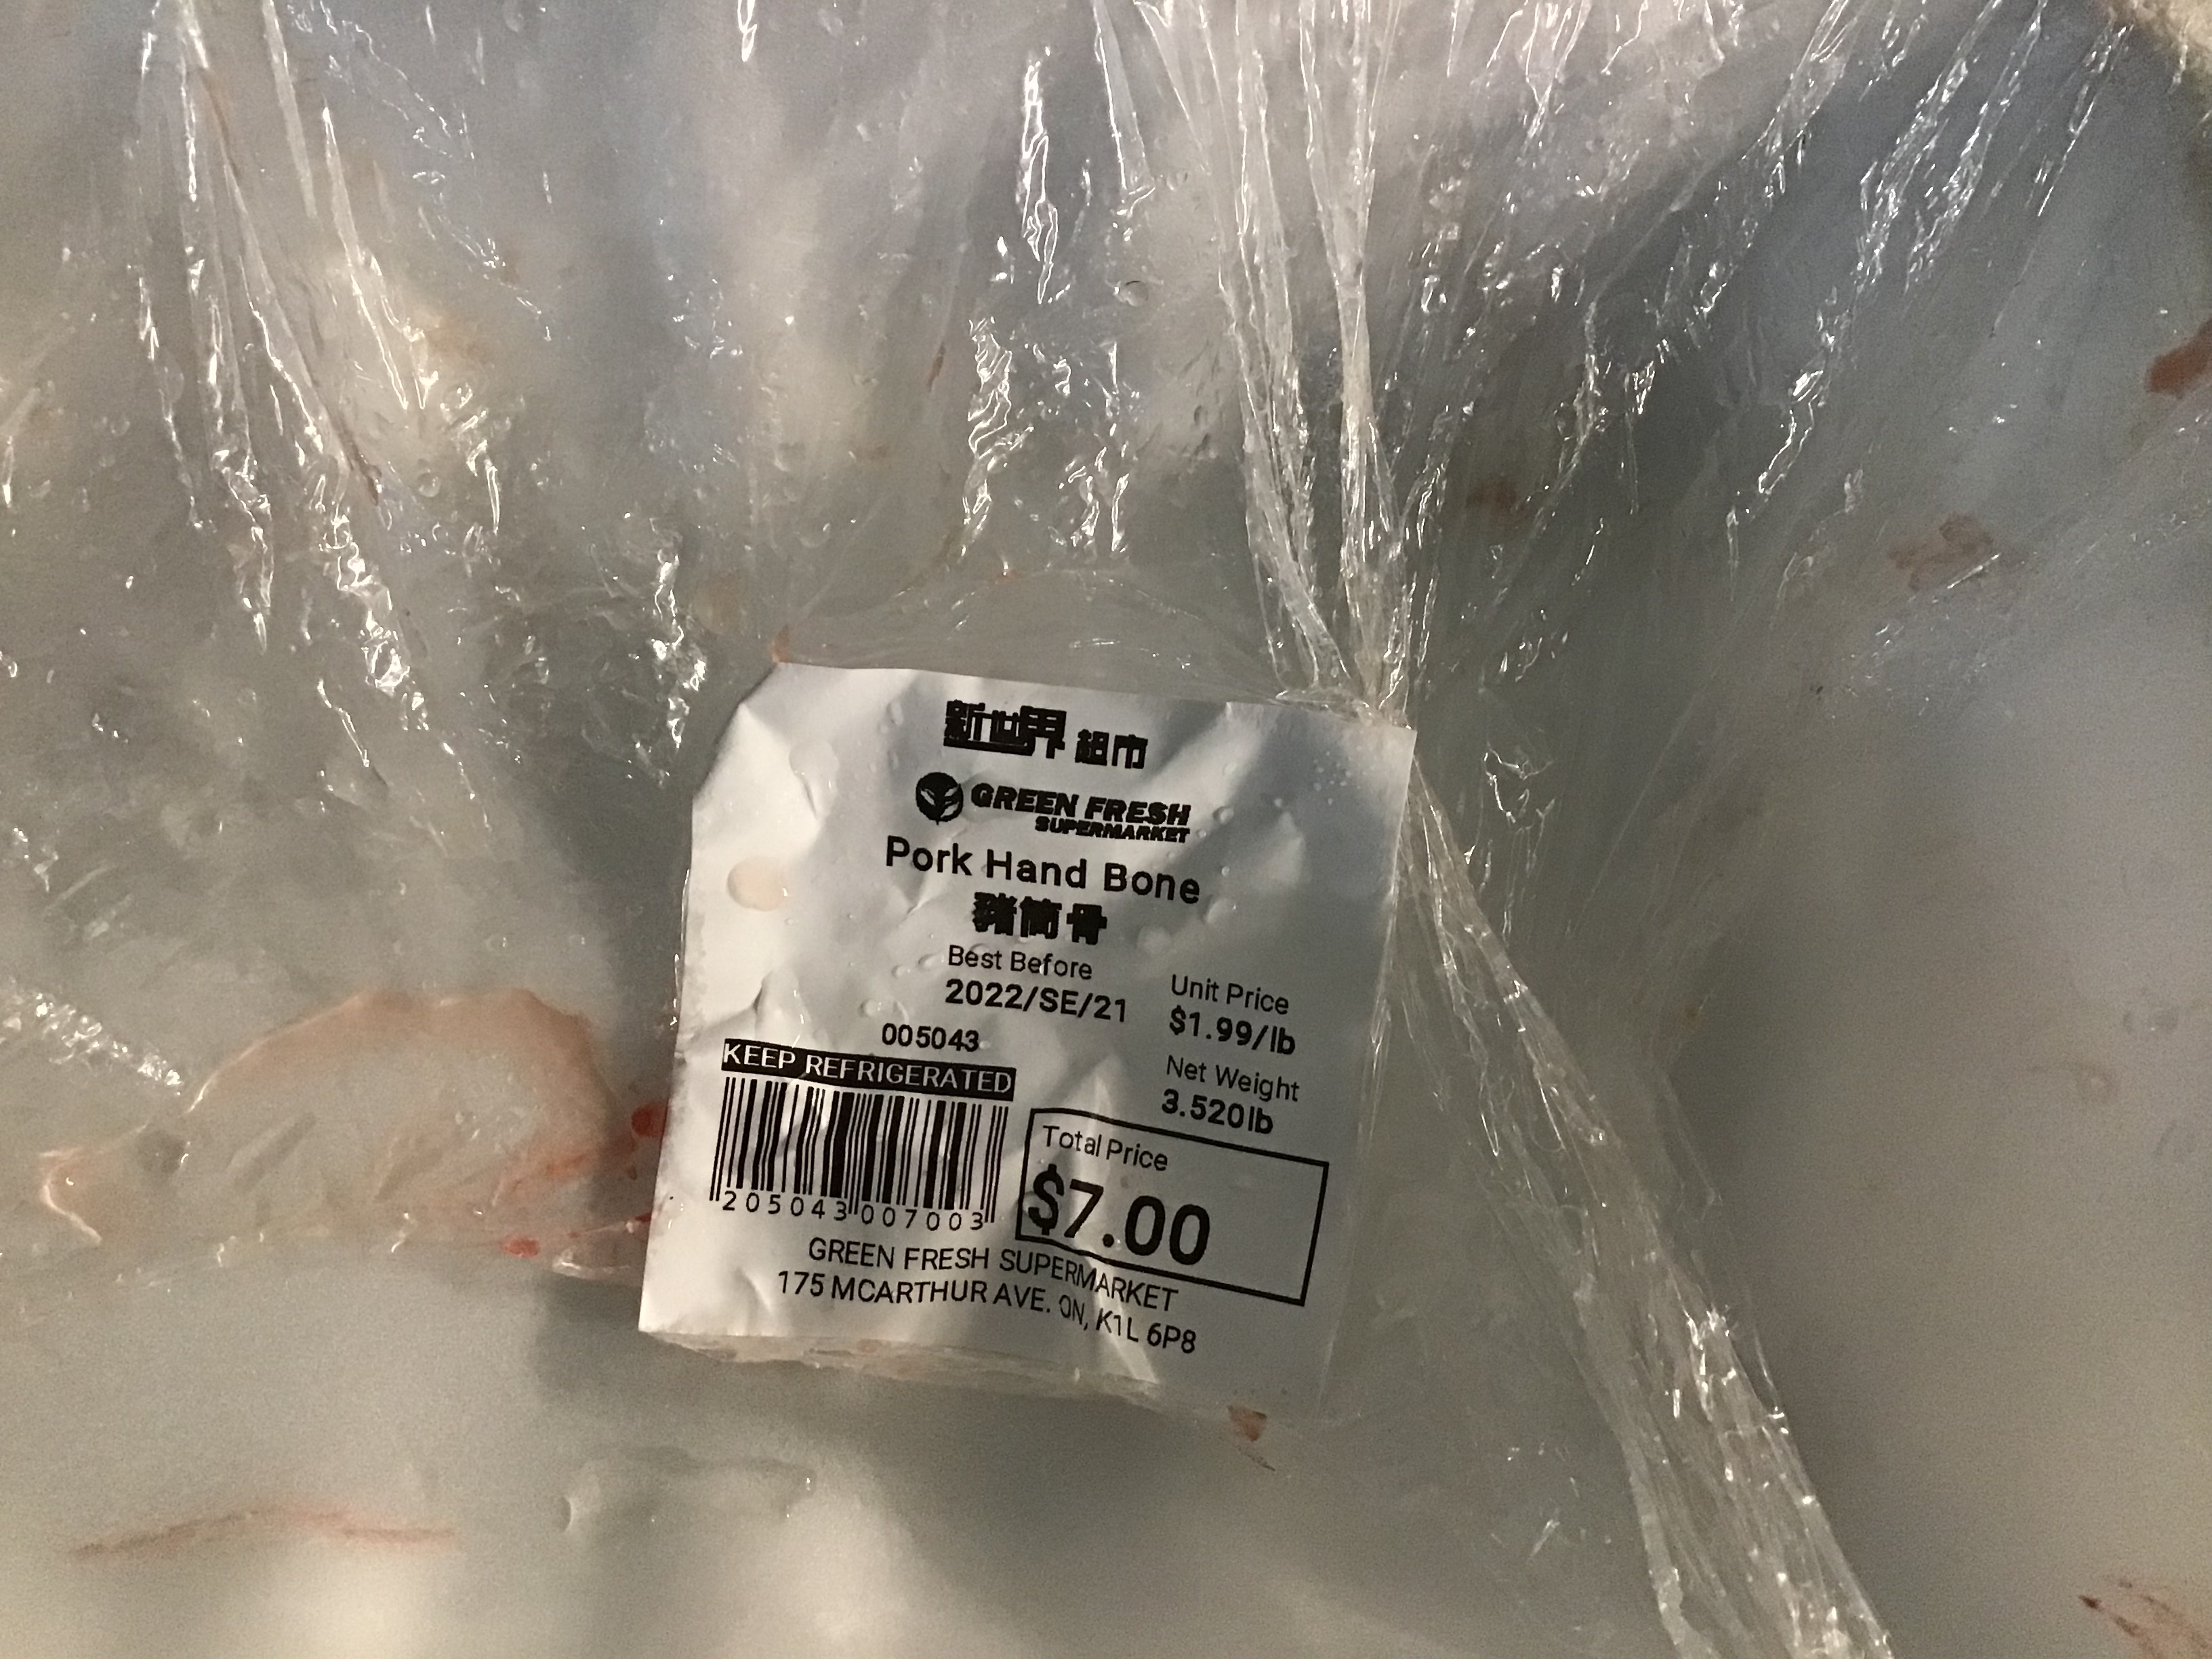 新世界 超市
GREEN FRESH
SUPERMARKET
Pork Hand Bone
豬筒骨
Best Before
2022/SE/21
Unit Price
$1.99/lb
005043
KEEP REFRIGERATED
Net Weight
3.520lb
Total Price
$7.00
205043 007003
GREEN FRESH SUPERMARKET
175 MCARTHUR AVE. ON, K1L 6P8